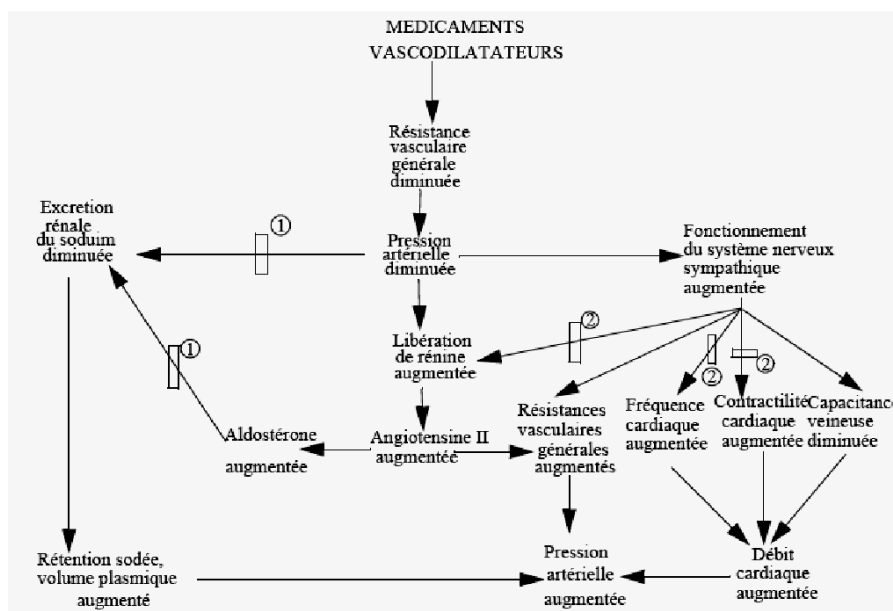 MEDICAMENTS
VASCODILATATEURS
Résistance
vasculaire
générale
diminuée
Excretion
rénale
du soduim
diminuée
①
Pression
artérielle
diminuée
Fonctionnement
du système nerveux
sympathique
augmentée
①
Libération
de rénine
augmentée
②
②
②
Aldostérone
augmentée
Angiotensine II
augmentée
Résistances
vasculaires
générales
augmentés
Fréquence
cardiaque
augmentée
Contractilité
cardiaque
augmentée
Capacitance
veineuse
diminuée
Rétention sodée,
volume plasmique
augmenté
Pression
artérielle
augmentée
Débit
cardiaque
augmentée